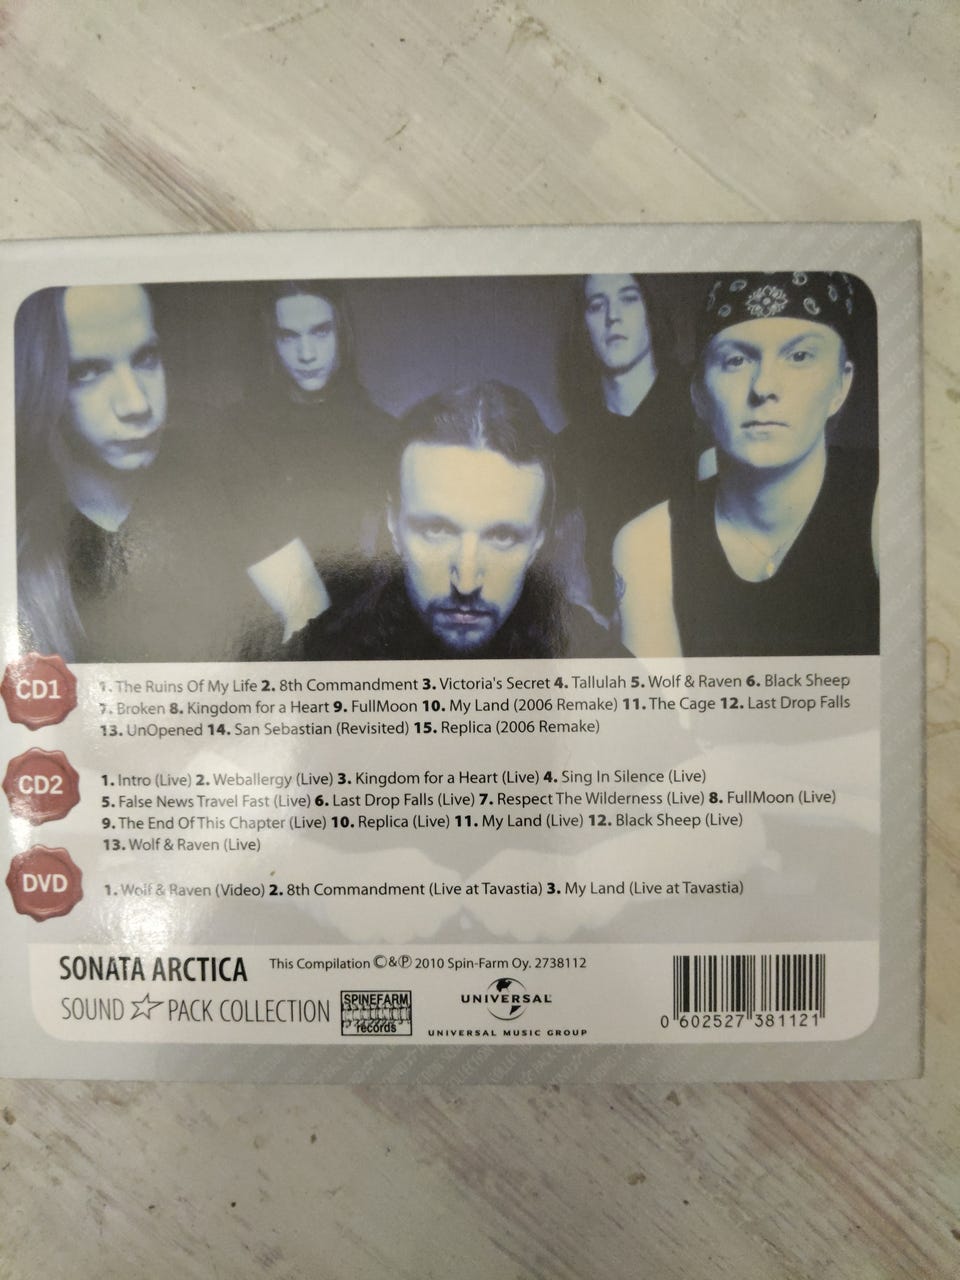 CD1
1. The Ruins Of My Life 2. 8th Commandment 3. Victoria's Secret 4. Tallulah 5. Wolf & Raven 6. Black Sheep
7. Broken 8. Kingdom for a Heart 9. FullMoon 10. My Land (2006 Remake) 11. The Cage 12. Last Drop Falls
13. UnOpened 14. San Sebastian (Revisited) 15. Replica (2006 Remake)
CD2
1. Intro (Live) 2. Weballergy (Live) 3. Kingdom for a Heart (Live) 4. Sing In Silence (Live)
5. False News Travel Fast (Live) 6. Last Drop Falls (Live) 7. Respect The Wilderness (Live) 8. FullMoon (Live)
9. The End Of This Chapter (Live) 10. Replica (Live) 11. My Land (Live) 12. Black Sheep (Live)
13. Wolf & Raven (Live)
DVD
1. Wolf & Raven (Video) 2. 8th Commandment (Live at Tavastia) 3. My Land (Live at Tavastia)
SONATA ARCTICA
This Compilation ©&℗ 2010 Spin-Farm Oy. 2738112
SOUND PACK COLLECTION
SPINEFARM
records
UNIVERSAL
UNIVERSAL MUSIC GROUP
0 602527 381121